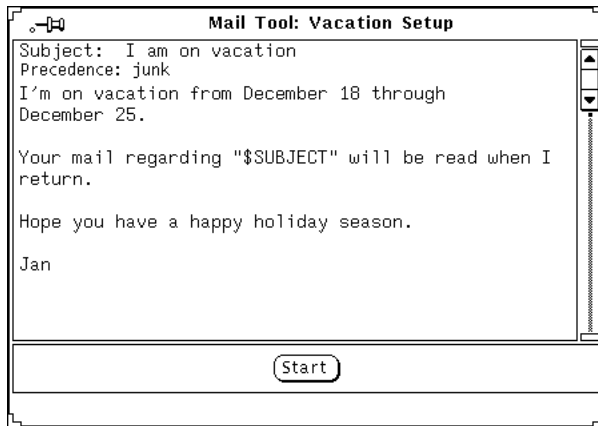 Mail Tool: Vacation Setup
Subject:  I am on vacation
Precedence: junk
I'm on vacation from December 18 through
December 25.
Your mail regarding "$SUBJECT" will be read when I
return.
Hope you have a happy holiday season.
Jan
Start